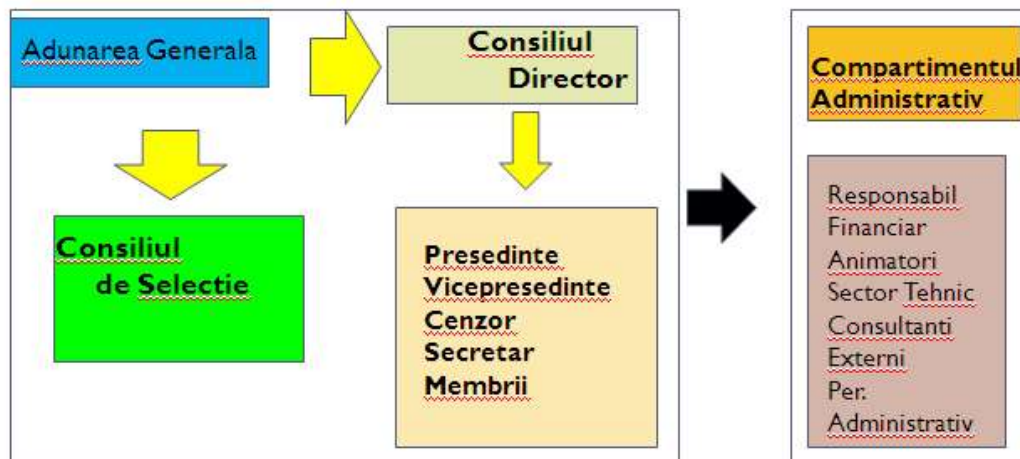 Adunarea Generala
Consiliul
Director
Consiliul
de Selectie
Presedinte
Vicepresedinte
Cenzor
Secretar
Membrii
Compartimentul
Administrativ
Responsabil
Financiar
Animatori
Sector Tehnic
Consultanti
Externi
Per.
Administrativ